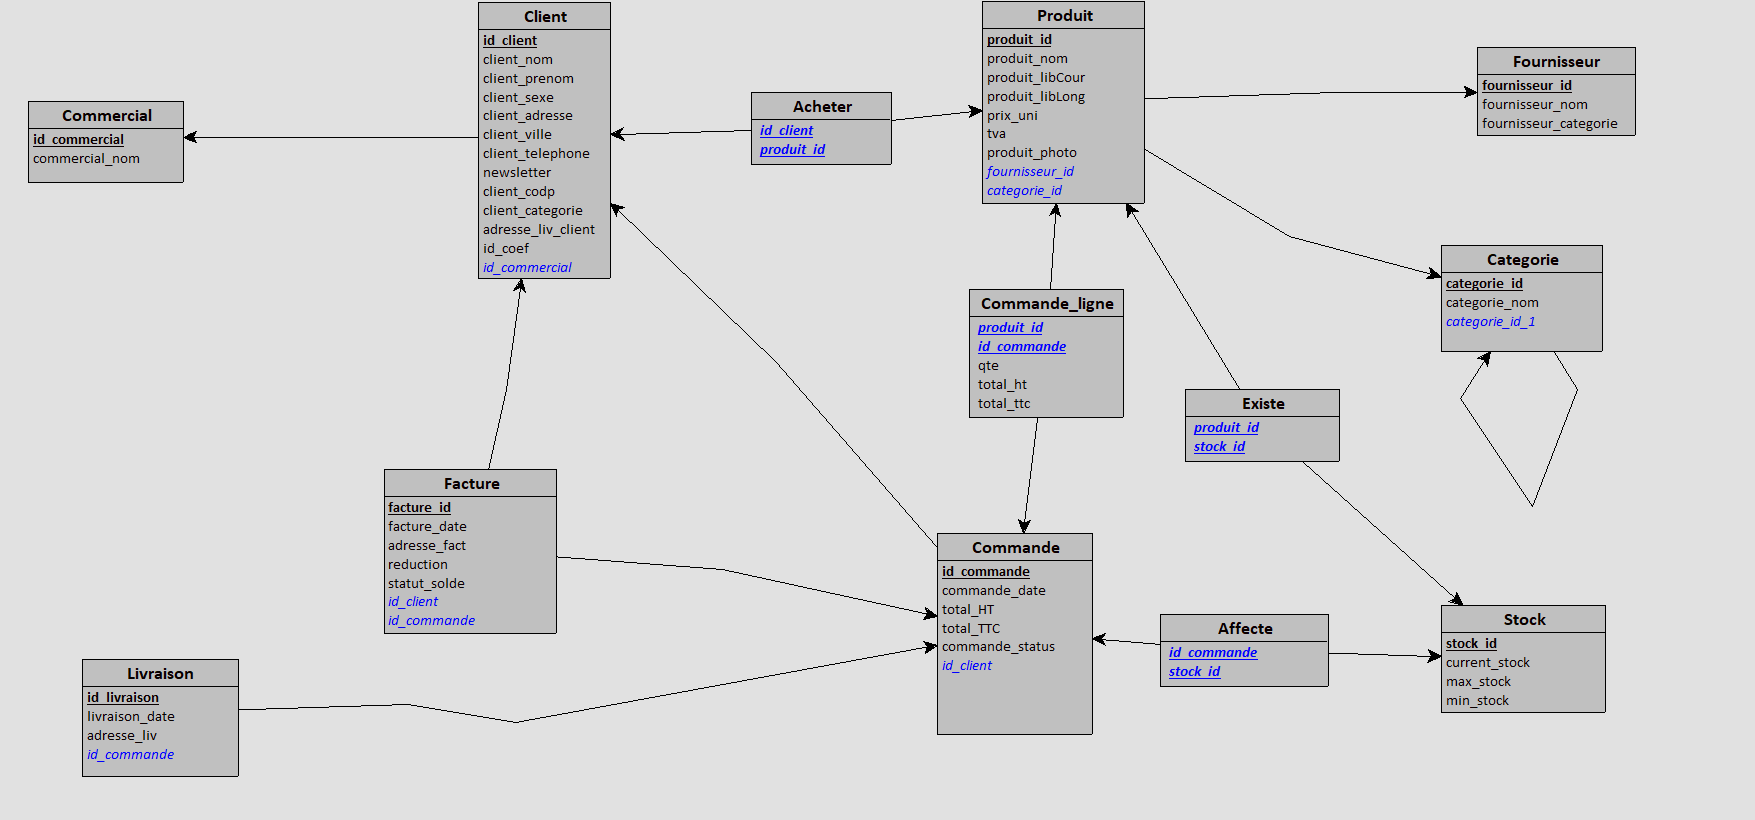 Commercial
id_commercial
commercial_nom
Client
id_client
client_nom
client_prenom
client_sexe
client_adresse
client_ville
client_telephone
newsletter
client_codp
client_categorie
adresse_liv_client
id_coef
id_commercial
Acheter
id_client
produit_id
Produit
produit_id
produit_nom
produit_libCour
produit_libLong
prix_uni
tva
produit_photo
fournisseur_id
categorie_id
Fournisseur
fournisseur_id
fournisseur_nom
fournisseur_categorie
Categorie
categorie_id
categorie_nom
categorie_id_1
Commande_ligne
produit_id
id_commande
qte
total_ht
total_ttc
Existe
produit_id
stock_id
Facture
facture_id
facture_date
adresse_fact
reduction
statut_solde
id_client
id_commande
Commande
id_commande
commande_date
total_HT
total_TTC
commande_status
id_client
Affecte
id_commande
stock_id
Stock
stock_id
current_stock
max_stock
min_stock
Livraison
id_livraison
livraison_date
adresse_liv
id_commande